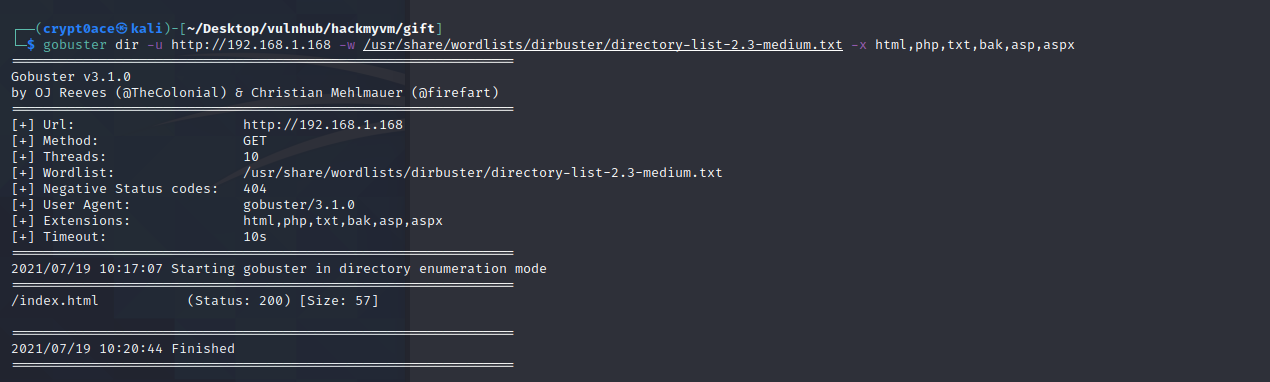 ┌──(crypt0ace㉿kali)-[~/Desktop/vulnhub/hackmyvm/gift]
└─$ gobuster dir -u http://192.168.1.168 -w /usr/share/wordlists/dirbuster/directory-list-2.3-medium.txt -x html,php,txt,bak,asp,aspx
===============================================================
Gobuster v3.1.0
by OJ Reeves (@TheColonial) & Christian Mehlmauer (@firefart)
===============================================================
[+] Url:                     http://192.168.1.168
[+] Method:                  GET
[+] Threads:                 10
[+] Wordlist:                /usr/share/wordlists/dirbuster/directory-list-2.3-medium.txt
[+] Negative Status codes:   404
[+] User Agent:              gobuster/3.1.0
[+] Extensions:              html,php,txt,bak,asp,aspx
[+] Timeout:                 10s
===============================================================
2021/07/19 10:17:07 Starting gobuster in directory enumeration mode
===============================================================
/index.html           (Status: 200) [Size: 57]
===============================================================
2021/07/19 10:20:44 Finished
===============================================================